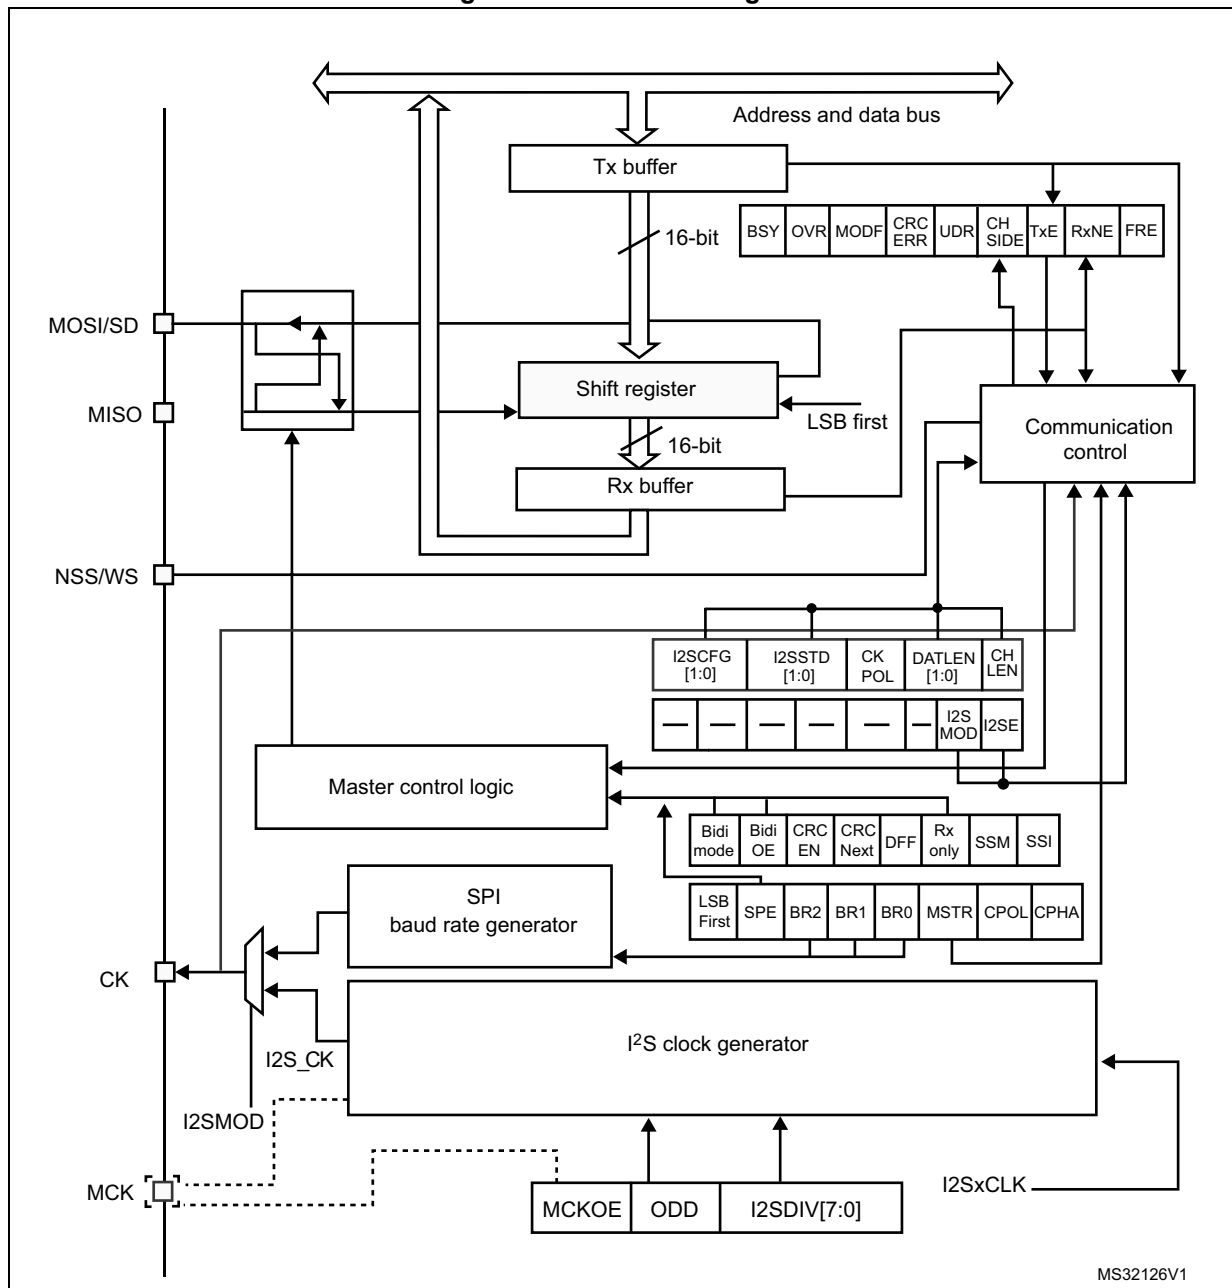 Address and data bus
Tx buffer
16-bit
BSY OVR MODF CRC ERR UDR CH SIDE TxE RxNE FRE
MOSI/SD
Shift register
MISO
LSB first
Communication
control
16-bit
Rx buffer
NSS/WS
I2SCFG [1:0] I2SSTD [1:0] CK POL DATLEN [1:0] CH LEN
I2S MOD I2SE
Master control logic
Bidi mode Bidi OE CRC EN CRC Next DFF Rx only SSM SSI
LSB First SPE BR2 BR1 BR0 MSTR CPOL CPHA
SPI
baud rate generator
CK
I2S clock generator
I2S_CK
I2SMOD
MCK
I2SxCLK
MCKOE ODD I2SDIV[7:0]
MS32126V1